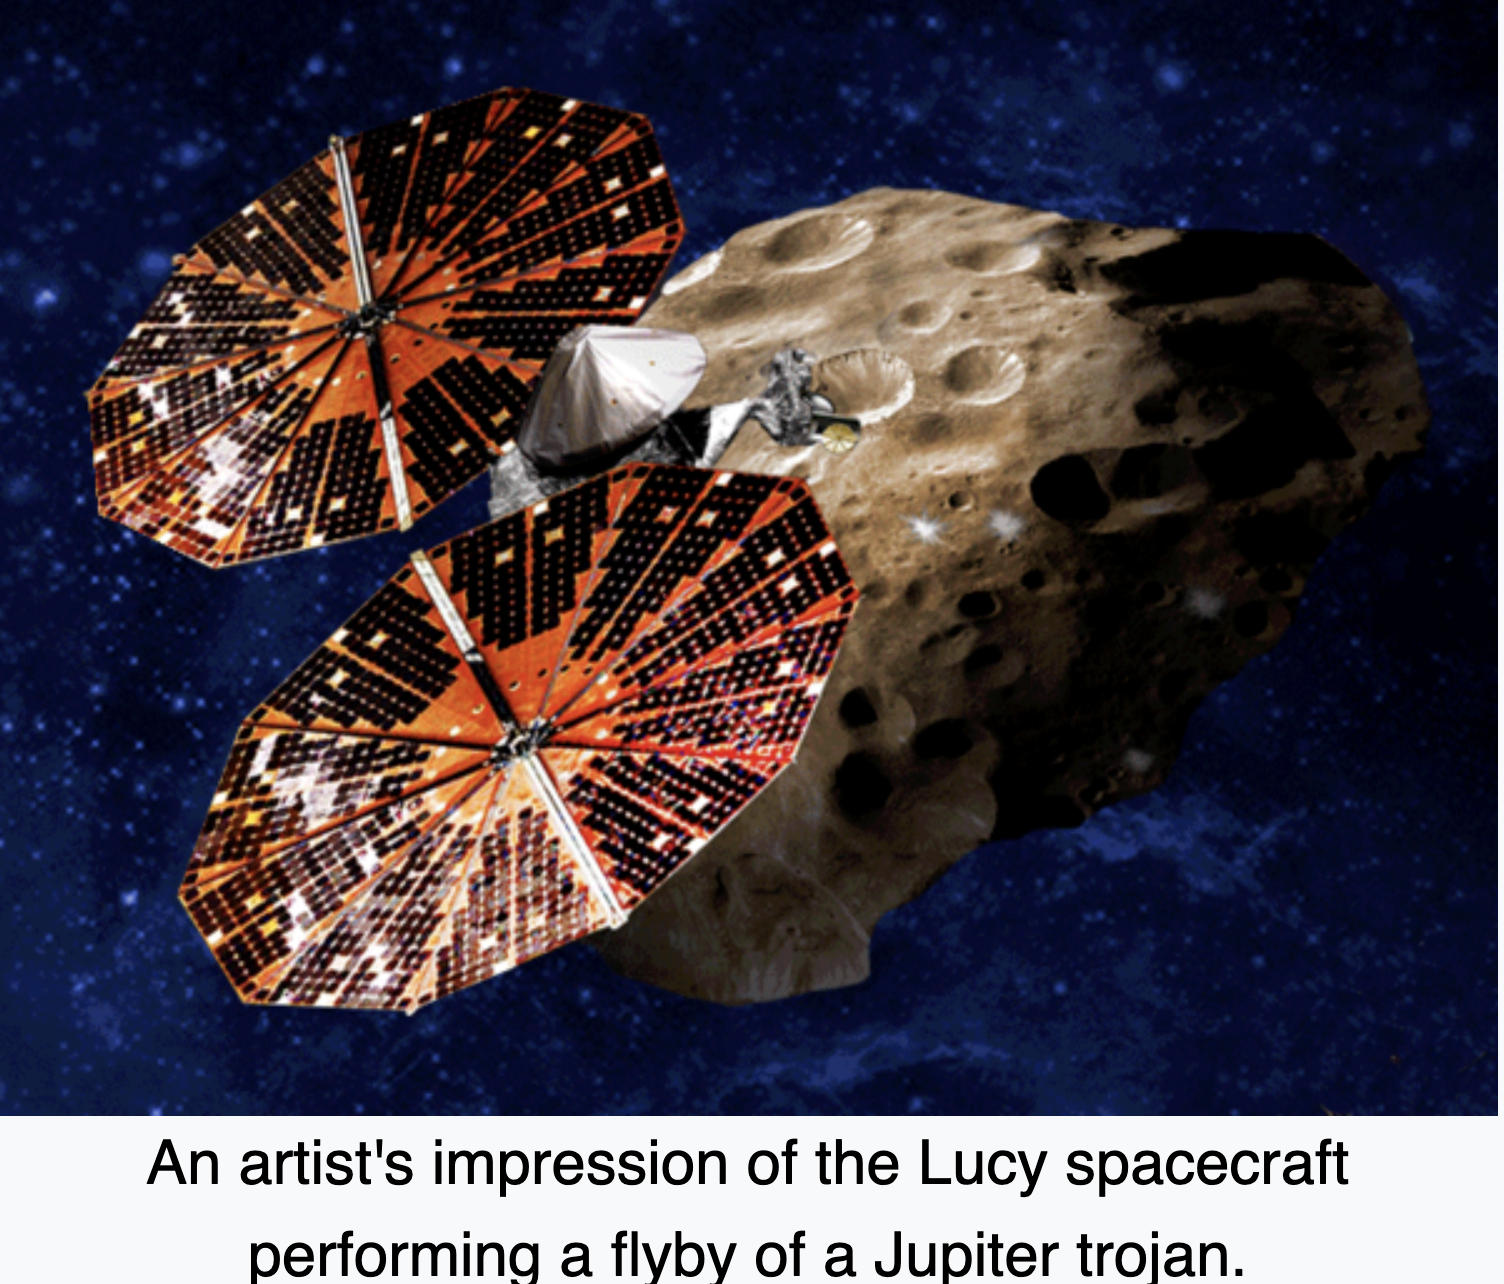 An artist's impression of the Lucy spacecraft
performing a flyby of a Jupiter trojan.